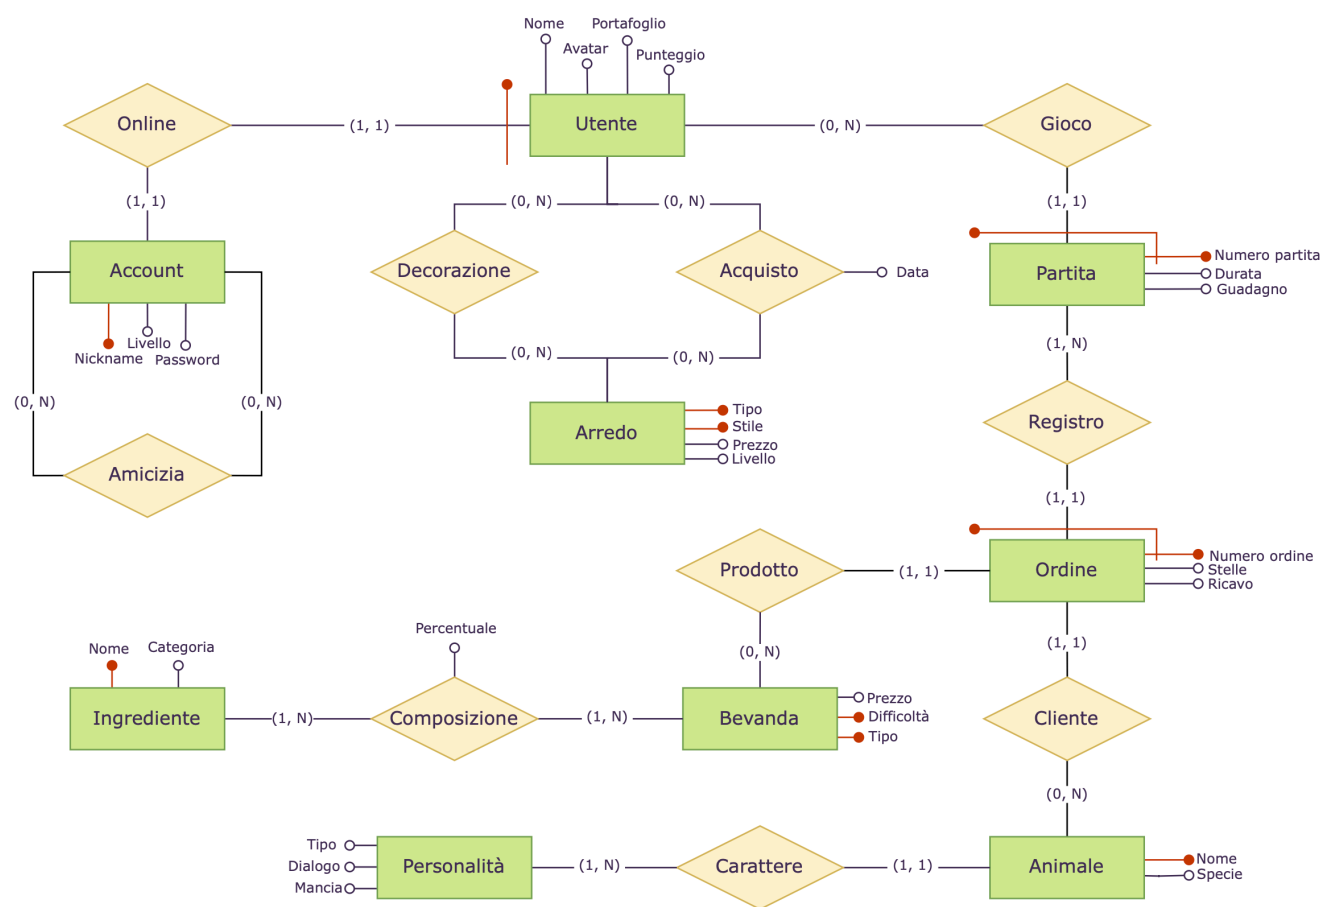 Nome
Portafoglio
Avatar
Punteggio
Online
(1, 1)
Utente
(0, N)
Gioco
(1, 1)
(0, N)
(0, N)
(1, 1)
Account
Decorazione
Acquisto
Data
Partita
Numero partita
Durata
Guadagno
Nickname
Livello
Password
(0, N)
(0, N)
(1, N)
(0, N)
(0, N)
Amicizia
Arredo
Tipo
Stile
Prezzo
Livello
Registro
(1, 1)
Prodotto
(1, 1)
Ordine
Numero ordine
Stelle
Ricavo
(0, N)
(1, 1)
Nome
Categoria
Percentuale
Ingrediente
(1, N)
Composizione
(1, N)
Bevanda
Prezzo
Difficoltà
Tipo
Cliente
(0, N)
Tipo
Dialogo
Mancia
Personalità
(1, N)
Carattere
(1, 1)
Animale
Nome
Specie